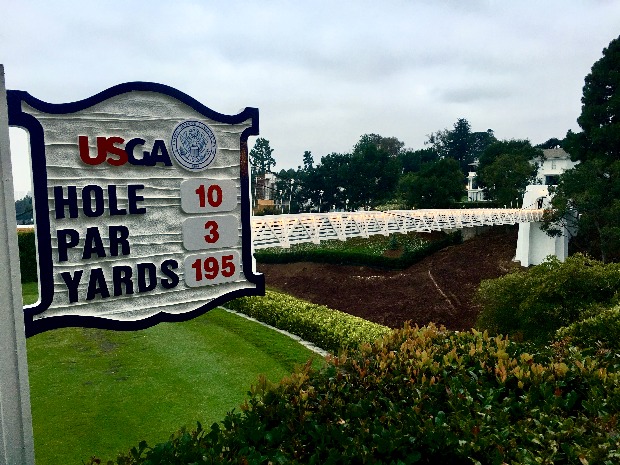 USGA
HOLE 10
PAR 3
YARDS 195